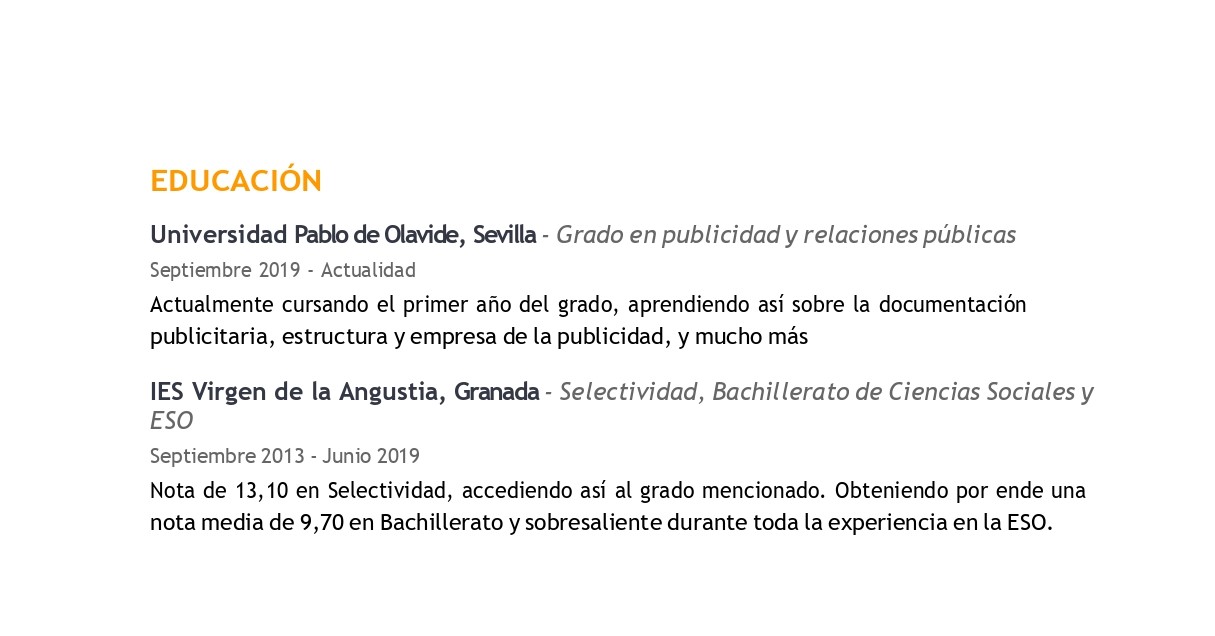 EDUCACIÓN
Universidad Pablo de Olavide, Sevilla - Grado en publicidad y relaciones públicas
Septiembre 2019 - Actualidad
Actualmente cursando el primer año del grado, aprendiendo así sobre la documentación
publicitaria, estructura y empresa de la publicidad, y mucho más
IES Virgen de la Angustia, Granada - Selectividad, Bachillerato de Ciencias Sociales y
ESO
Septiembre 2013 - Junio 2019
Nota de 13,10 en Selectividad, accediendo así al grado mencionado. Obteniendo por ende una
nota media de 9,70 en Bachillerato y sobresaliente durante toda la experiencia en la ESO.